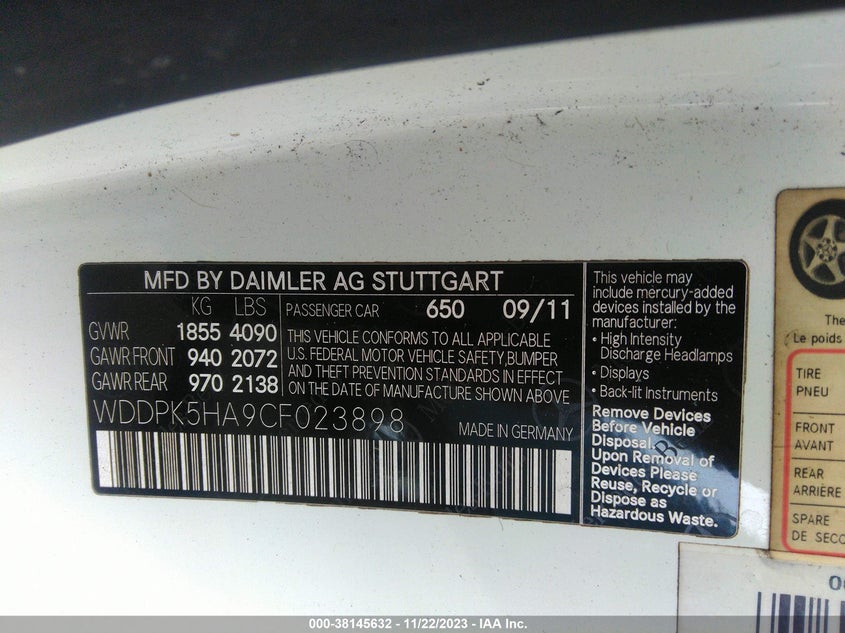 MFD BY DAIMLER AG STUTTGART
KG LBS
GVWR 1855 4090
GAWR FRONT 940 2072
GAWR REAR 970 2138
PASSENGER CAR 650 09/11
THIS VEHICLE CONFORMS TO ALL APPLICABLE
U.S. FEDERAL MOTOR VEHICLE SAFETY, BUMPER
AND THEFT PREVENTION STANDARDS IN EFFECT
ON THE DATE OF MANUFACTURE SHOWN ABOVE
WDDPK5HA9CF023898
MADE IN GERMANY
This vehicle may
include mercury-added
devices installed by the
manufacturer:
• High Intensity
Discharge Headlamps
• Displays
• Back-lit Instruments
Remove Devices
Before Vehicle
Disposal.
Upon Removal of
Devices Please
Reuse, Recycle or
Dispose as
Hazardous Waste.
The
Le poids
TIRE
PNEU
FRONT
AVANT
REAR
ARRIÈRE
SPARE
DE SECO
000-38145632 - 11/22/2023 - IAA Inc.